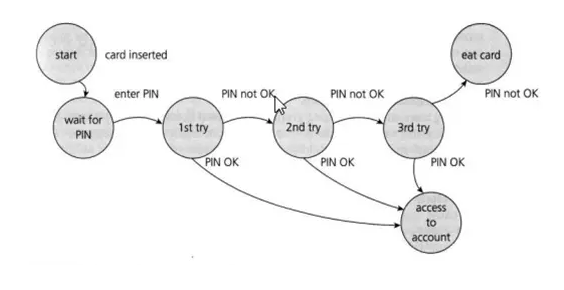 start
card inserted
eat card
enter PIN
PIN not OK
PIN not OK
PIN not OK
wait for
PIN
1st try
2nd try
3rd try
PIN OK
PIN OK
PIN OK
access
to
account